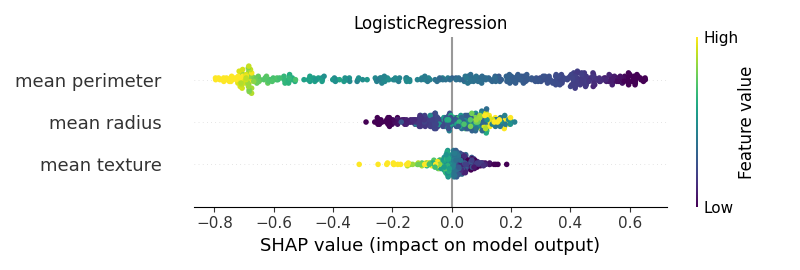 LogisticRegression
High
mean perimeter
mean radius
mean texture
Feature value
Low
−0.8 −0.6 −0.4 −0.2 0.0 0.2 0.4 0.6
SHAP value (impact on model output)